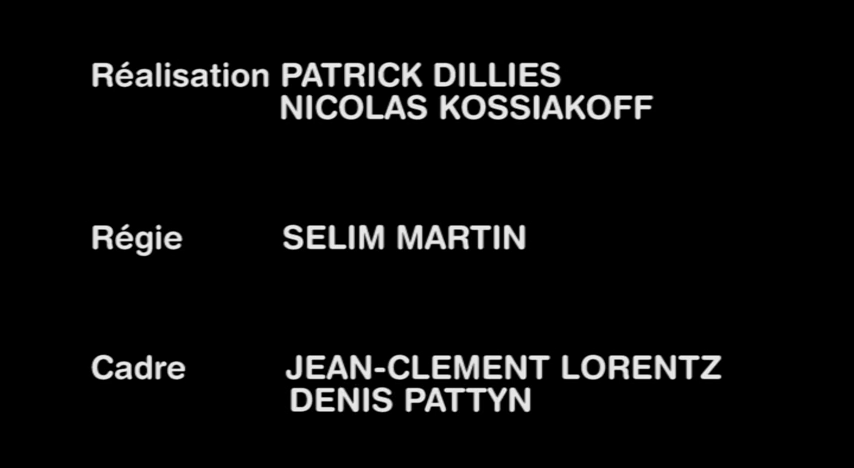 Réalisation PATRICK DILLIES
NICOLAS KOSSIAKOFF
Régie SELIM MARTIN
Cadre JEAN-CLEMENT LORENTZ
DENIS PATTYN